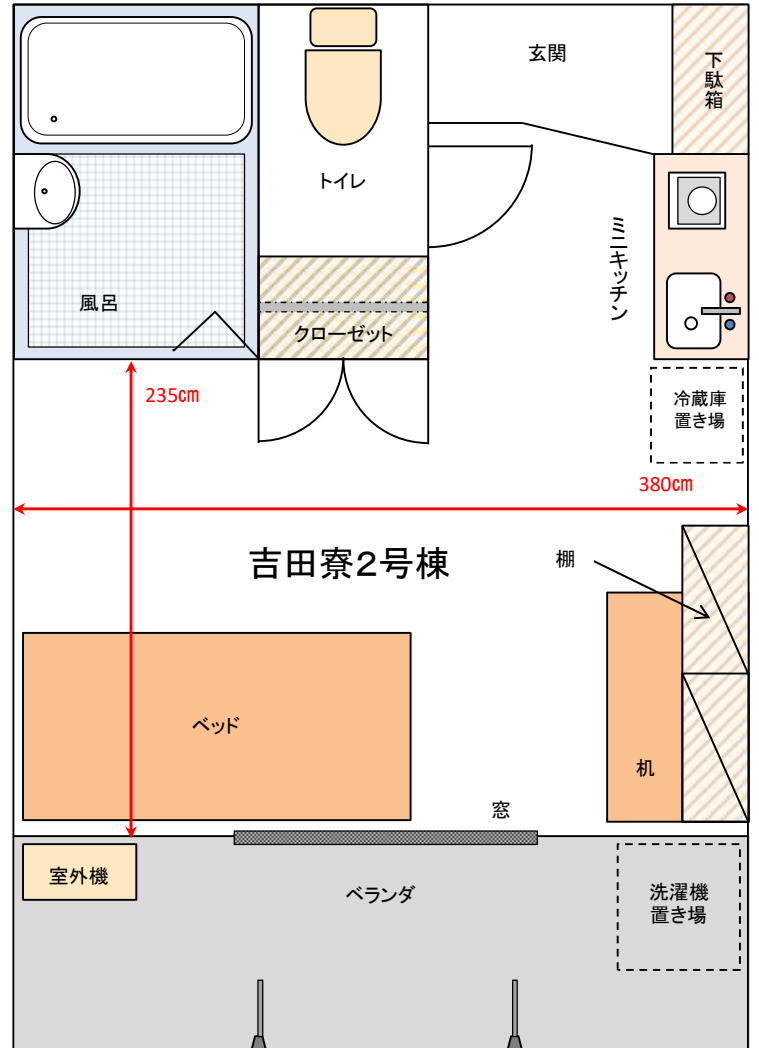 玄関
下駄箱
トイレ
ミニキッチン
風呂
クローゼット
235㎝
冷蔵庫
置き場
380㎝
吉田寮2号棟
棚
ベッド
机
窓
室外機
ベランダ
洗濯機
置き場